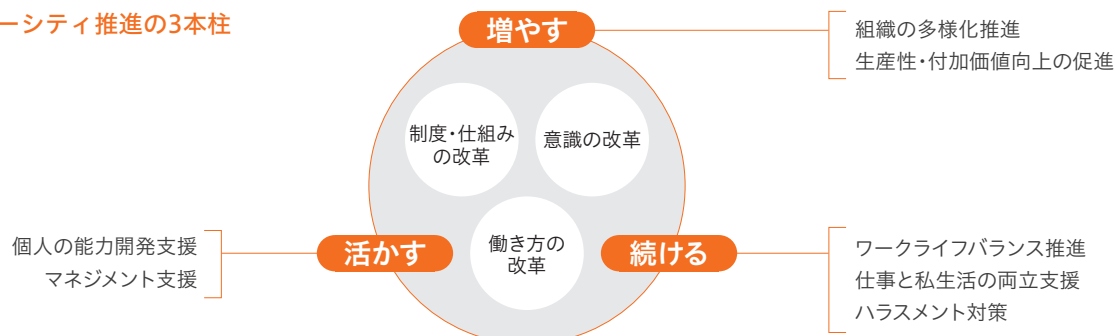 ーシティ推進の3本柱
増やす
組織の多様化推進
生産性・付加価値向上の促進
制度・仕組み
の改革
意識の改革
個人の能力開発支援
マネジメント支援
活かす
働き方の
改革
続ける
ワークライフバランス推進
仕事と私生活の両立支援
ハラスメント対策